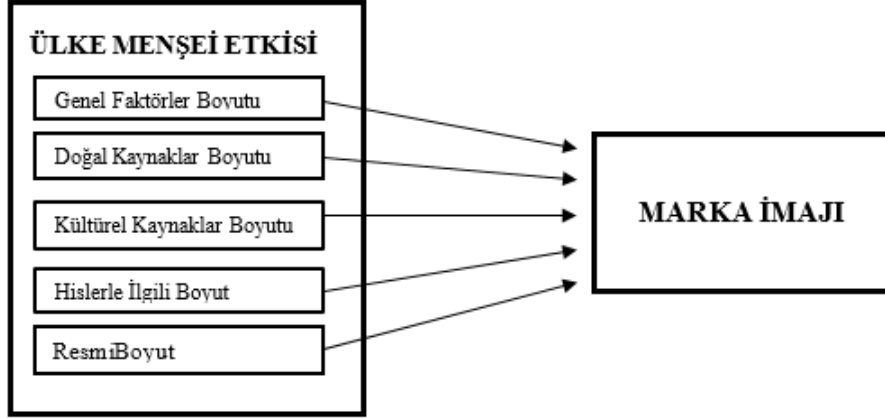 ÜLKE MENŞEİ ETKİSİ
Genel Faktörler Boyutu
Doğal Kaynaklar Boyutu
Kültürel Kaynaklar Boyutu
Hislerle İlgili Boyut
ResmiBoyut
MARKA İMAJI